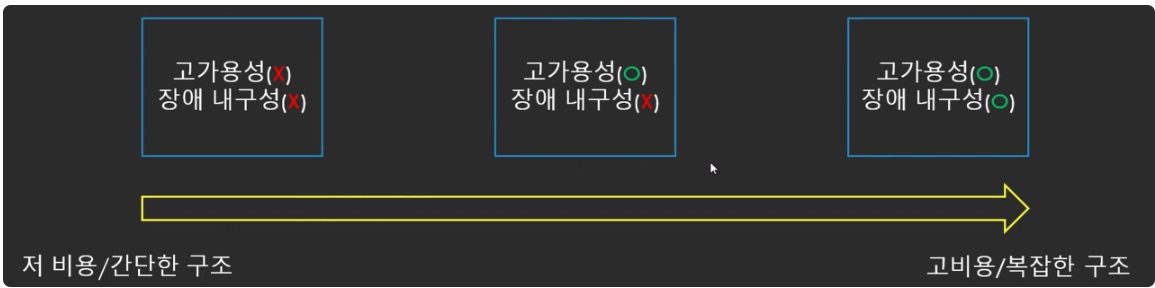 고가용성(X)
장애 내구성(X)
고가용성(O)
장애 내구성(X)
고가용성(O)
장애 내구성(O)
저 비용/간단한 구조
고비용/복잡한 구조